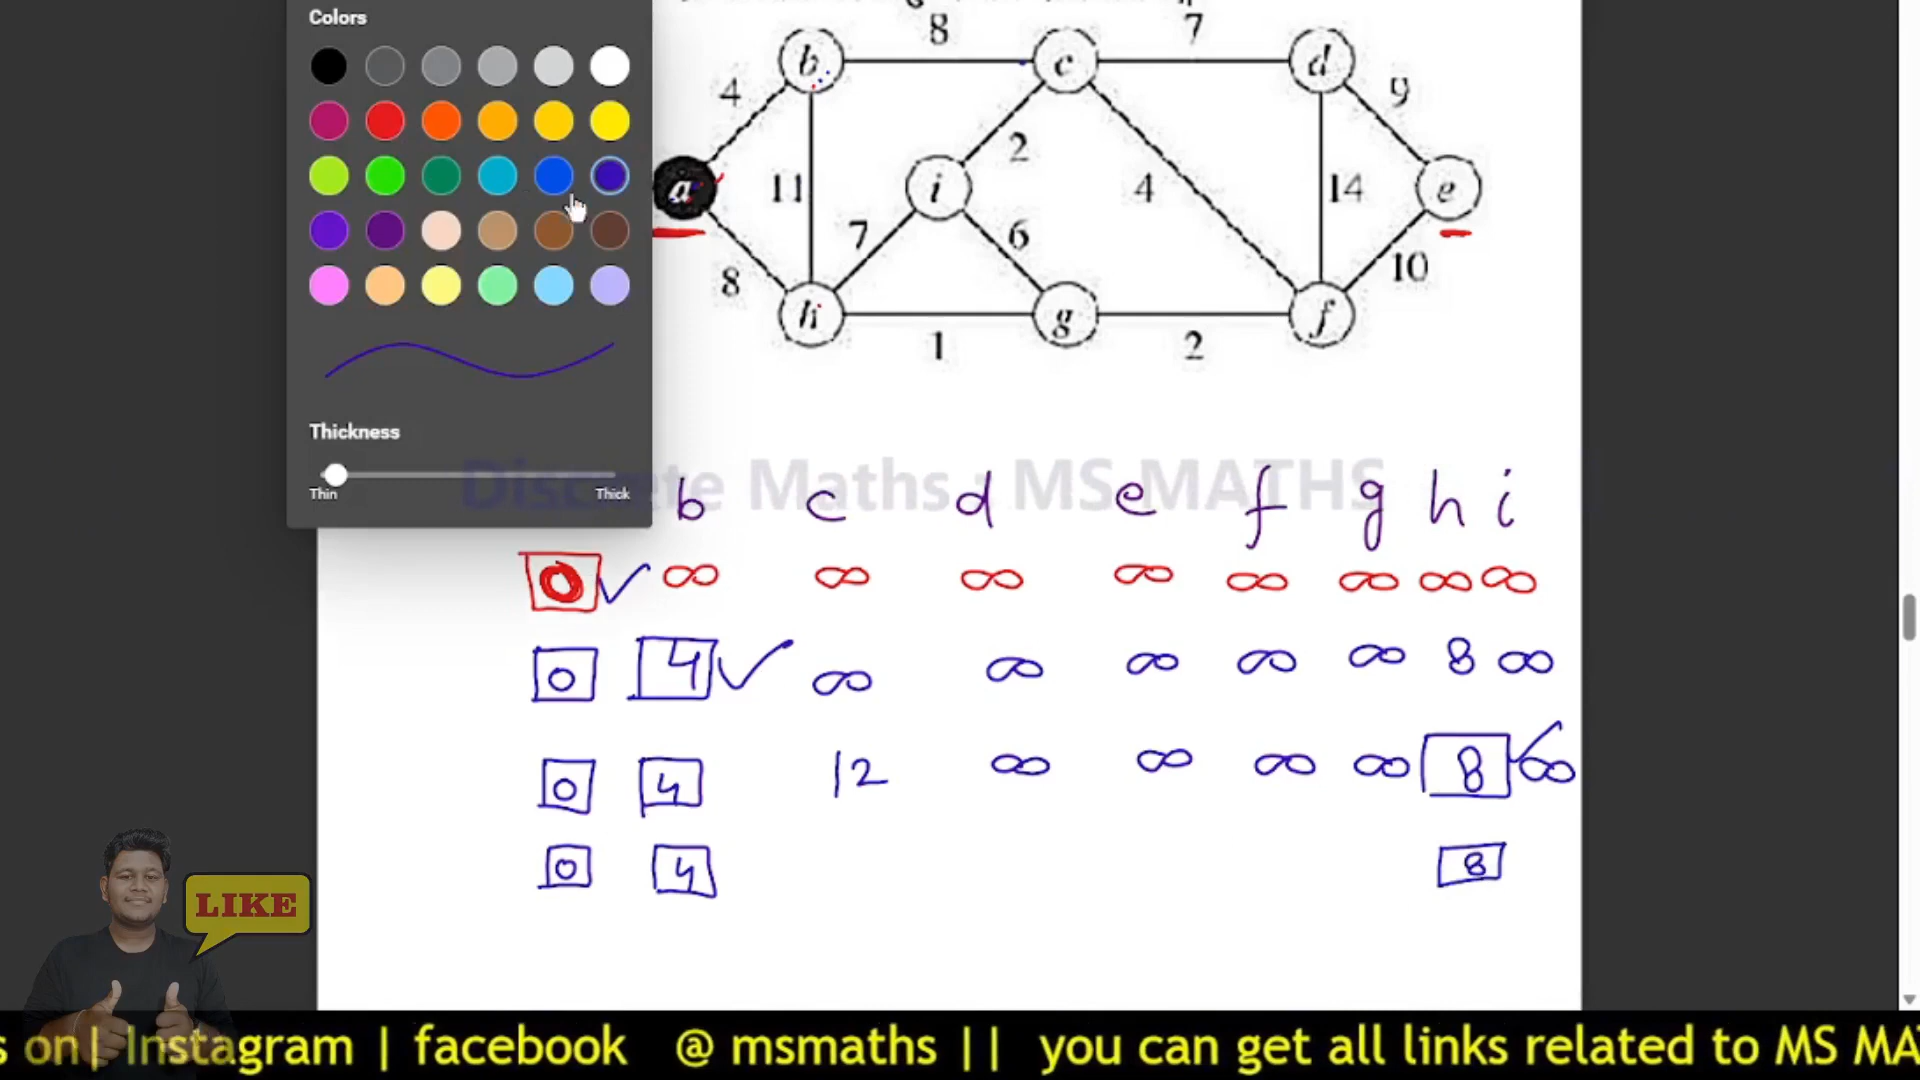 Colors
8 7
b c d
4 9
2
a 11 i 4 14 e
7 6
8 10
h g f
1 2
Thickness
Thin Thick
Discrete Maths : MS MATHS
b c d e f g h i
0 ✓ ∞ ∞ ∞ ∞ ∞ ∞ ∞ ∞
0 4 ✓ ∞ ∞ ∞ ∞ ∞ 8 ∞
0 4 12 ∞ ∞ ∞ ∞ 8 ✓ ∞
0 4 8
LIKE
s on| Instagram | facebook @ msmaths || you can get all links related to MS MA